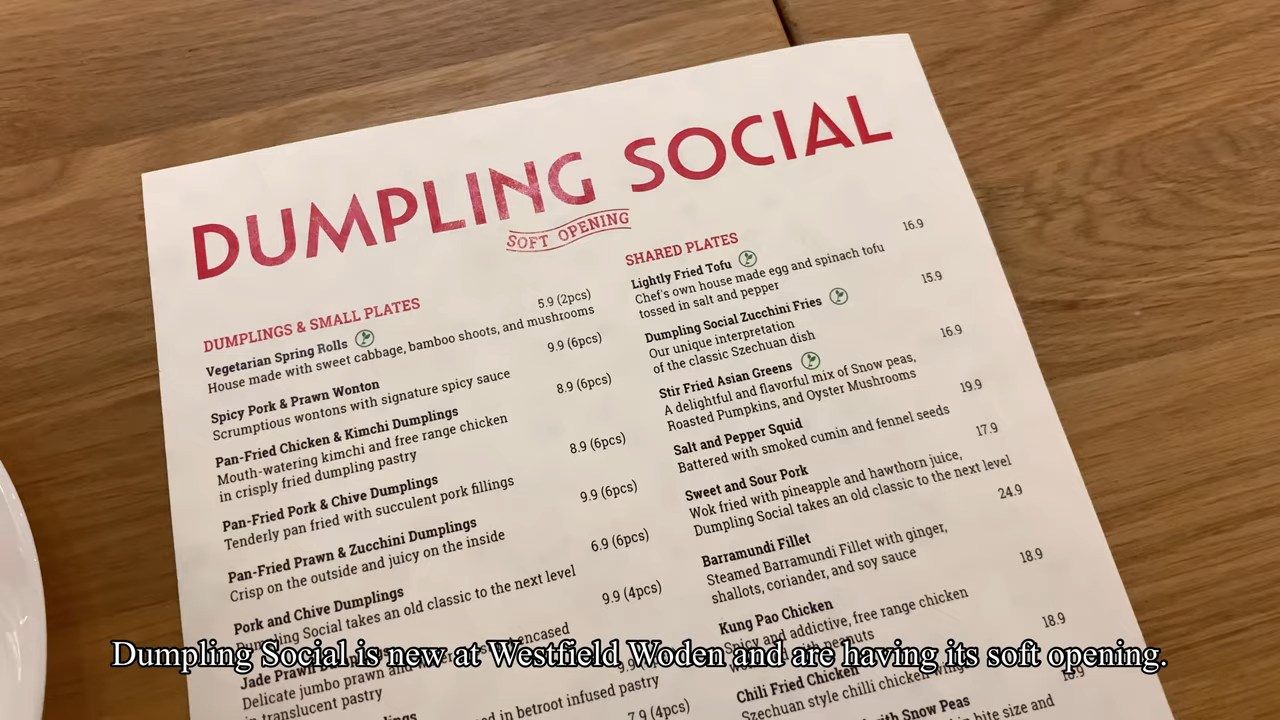 DUMPLING SOCIAL
SOFT OPENING
DUMPLINGS & SMALL PLATES
Vegetarian Spring Rolls 5.9 (2pcs)
House made with sweet cabbage, bamboo shoots, and mushrooms
Spicy Pork & Prawn Wonton 9.9 (6pcs)
Scrumptious wontons with signature spicy sauce
Pan-Fried Chicken & Kimchi Dumplings 8.9 (6pcs)
Mouth-watering kimchi and free range chicken
in crisply fried dumpling pastry
Pan-Fried Pork & Chive Dumplings 8.9 (6pcs)
Tenderly pan fried with succulent pork fillings
Pan-Fried Prawn & Zucchini Dumplings 9.9 (6pcs)
Crisp on the outside and juicy on the inside
Pork and Chive Dumplings 6.9 (6pcs)
Dumpling Social takes an old classic to the next level
Jade Prawn 9.9 (4pcs)
Delicate jumbo prawn and encased
in translucent pastry
in betroot infused pastry
7.9 (4pcs)
SHARED PLATES
Lightly Fried Tofu 16.9
Chef's own house made egg and spinach tofu
tossed in salt and pepper
Dumpling Social Zucchini Fries 15.9
Our unique interpretation
of the classic Szechuan dish
Stir Fried Asian Greens 16.9
A delightful and flavorful mix of Snow peas,
Roasted Pumpkins, and Oyster Mushrooms
Salt and Pepper Squid 19.9
Battered with smoked cumin and fennel seeds
Sweet and Sour Pork 17.9
Wok fried with pineapple and hawthorn juice,
Dumpling Social takes an old classic to the next level
Barramundi Fillet 24.9
Steamed Barramundi Fillet with ginger,
shallots, coriander, and soy sauce
Kung Pao Chicken 18.9
Spicy and addictive, free range chicken
with peanuts
Chili Fried Chicken 18.9
Szechuan style chilli chicken wings
with Snow Peas
bite size and
Dumpling Social is new at Westfield Woden and are having its soft opening.